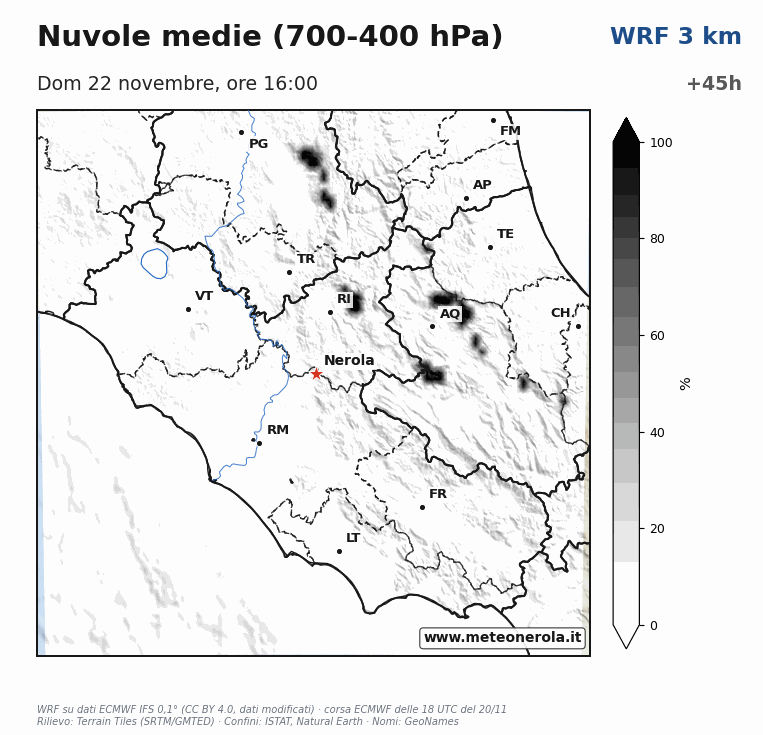 Nuvole medie (700-400 hPa)
WRF 3 km
Dom 22 novembre, ore 16:00
+45h
FM
PG
AP
TE
TR
VT
RI
AQ
CH
Nerola
RM
FR
LT
www.meteonerola.it
100
80
60
40
20
0
%
WRF su dati ECMWF IFS 0,1° (CC BY 4.0, dati modificati) · corsa ECMWF delle 18 UTC del 20/11
Rilievo: Terrain Tiles (SRTM/GMTED) · Confini: ISTAT, Natural Earth · Nomi: GeoNames